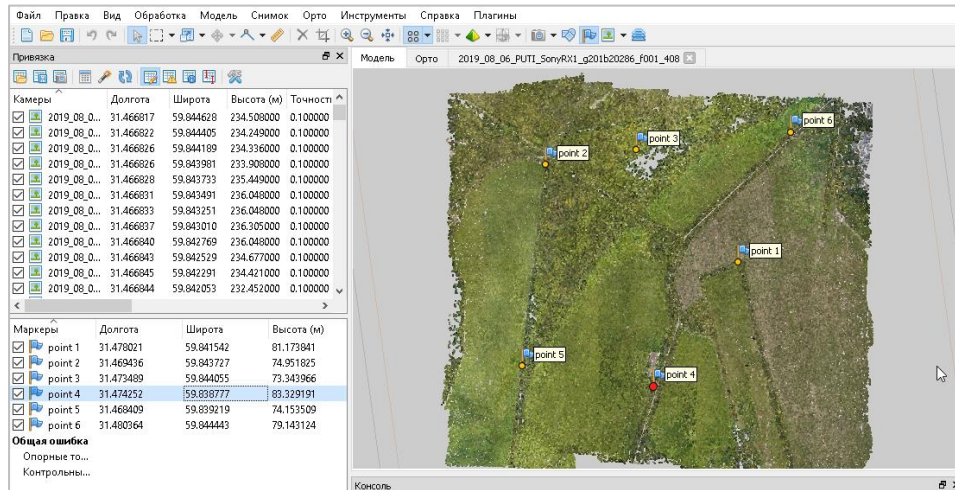 Файл Правка Вид Обработка Модель Снимок Орто Инструменты Справка Плагины
Привязка
Модель Орто 2019_08_06_PUTI_SonyRX1_g201b20286_f001_408
Камеры Долгота Широта Высота (м) Точность
2019_08_0... 31.466817 59.844628 234.508000 0.100000
2019_08_0... 31.466822 59.844405 234.249000 0.100000
2019_08_0... 31.466826 59.844189 234.336000 0.100000
2019_08_0... 31.466826 59.843981 233.908000 0.100000
2019_08_0... 31.466828 59.843733 235.449000 0.100000
2019_08_0... 31.466831 59.843491 236.048000 0.100000
2019_08_0... 31.466833 59.843251 236.048000 0.100000
2019_08_0... 31.466837 59.843010 236.305000 0.100000
2019_08_0... 31.466840 59.842769 236.048000 0.100000
2019_08_0... 31.466843 59.842529 234.677000 0.100000
2019_08_0... 31.466845 59.842291 234.421000 0.100000
2019_08_0... 31.466844 59.842053 232.452000 0.100000
Маркеры Долгота Широта Высота (м)
point 1 31.478021 59.841542 81.173841
point 2 31.469436 59.843727 74.951825
point 3 31.473489 59.844055 73.343966
point 4 31.474252 59.838777 83.329191
point 5 31.468409 59.839219 74.153509
point 6 31.480364 59.844443 79.143124
Общая ошибка
Опорные то...
Контрольны...
point 6
point 3
point 2
point 1
point 5
point 4
Консоль